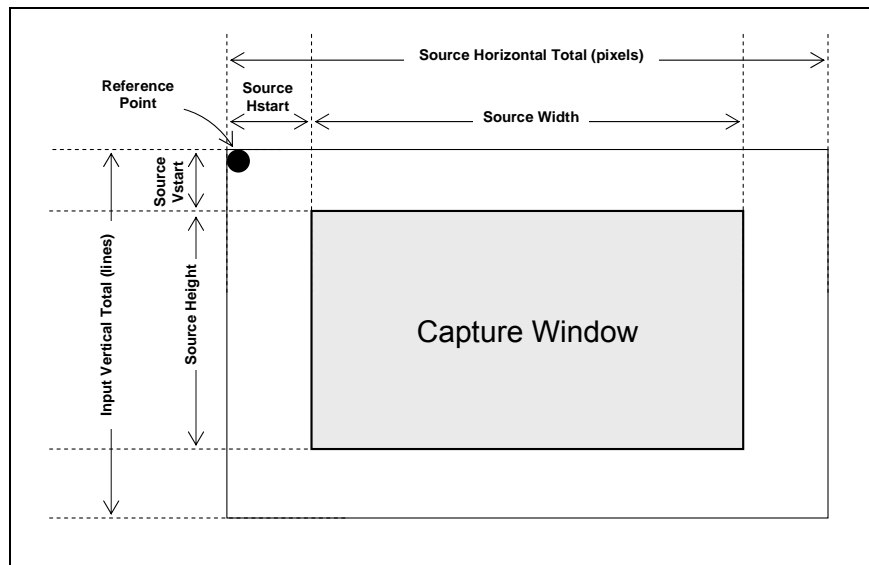 Source Horizontal Total (pixels)
Reference
Point
Source
Hstart
Source Width
Source
Vstart
Input Vertical Total (lines)
Source Height
Capture Window